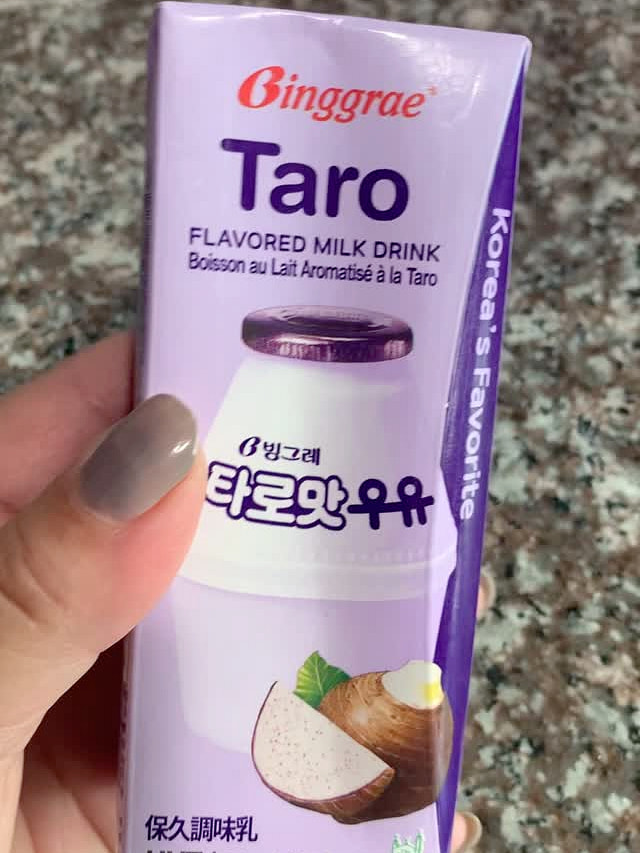 Binggrae
Taro
FLAVORED MILK DRINK
Boisson au Lait Aromatisé à la Taro
Korea's Favorite
B 빙그레
타로맛우유
保久調味乳